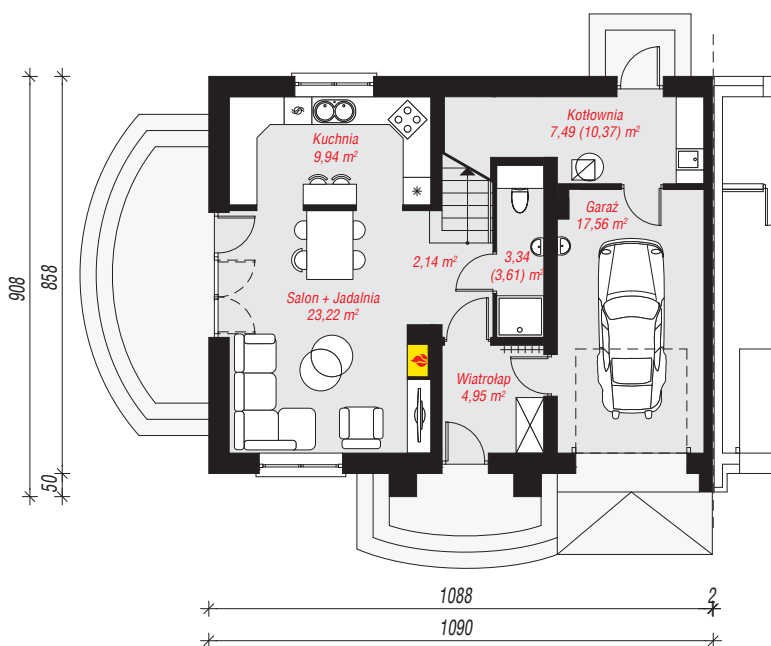 Kuchnia
9,94 m²
Kotłownia
7,49 (10,37) m²
Garaż
17,56 m²
2,14 m²
3,34
(3,61) m²
Salon + Jadalnia
23,22 m²
Wiatrołap
4,95 m²
908
858
50
1088
2
1090